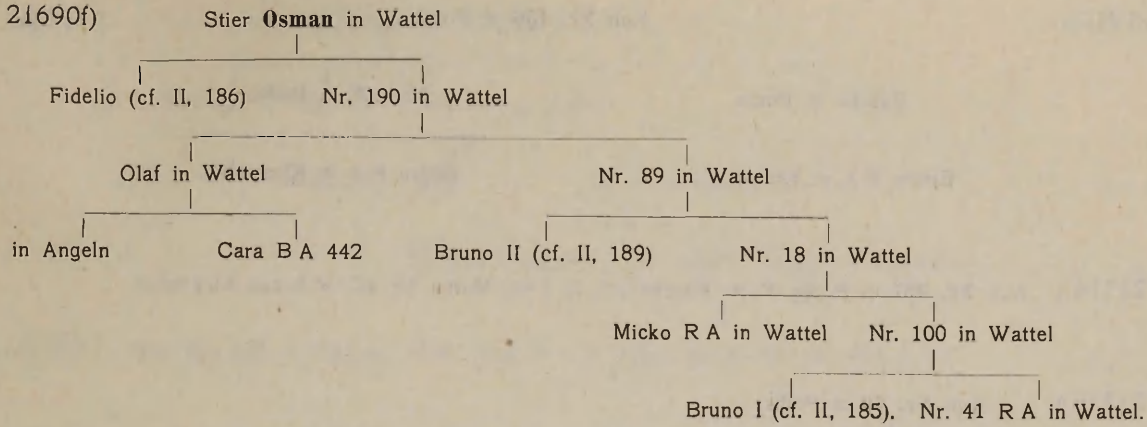 21690f) Stier Osman in Wattel
Fidelio (cf. II, 186) Nr. 190 in Wattel
Olaf in Wattel Nr. 89 in Wattel
in Angeln Cara B A 442 Bruno II (cf. II, 189) Nr. 18 in Wattel
Micko R A in Wattel Nr. 100 in Wattel
Bruno I (cf. II, 185). Nr. 41 R A in Wattel.